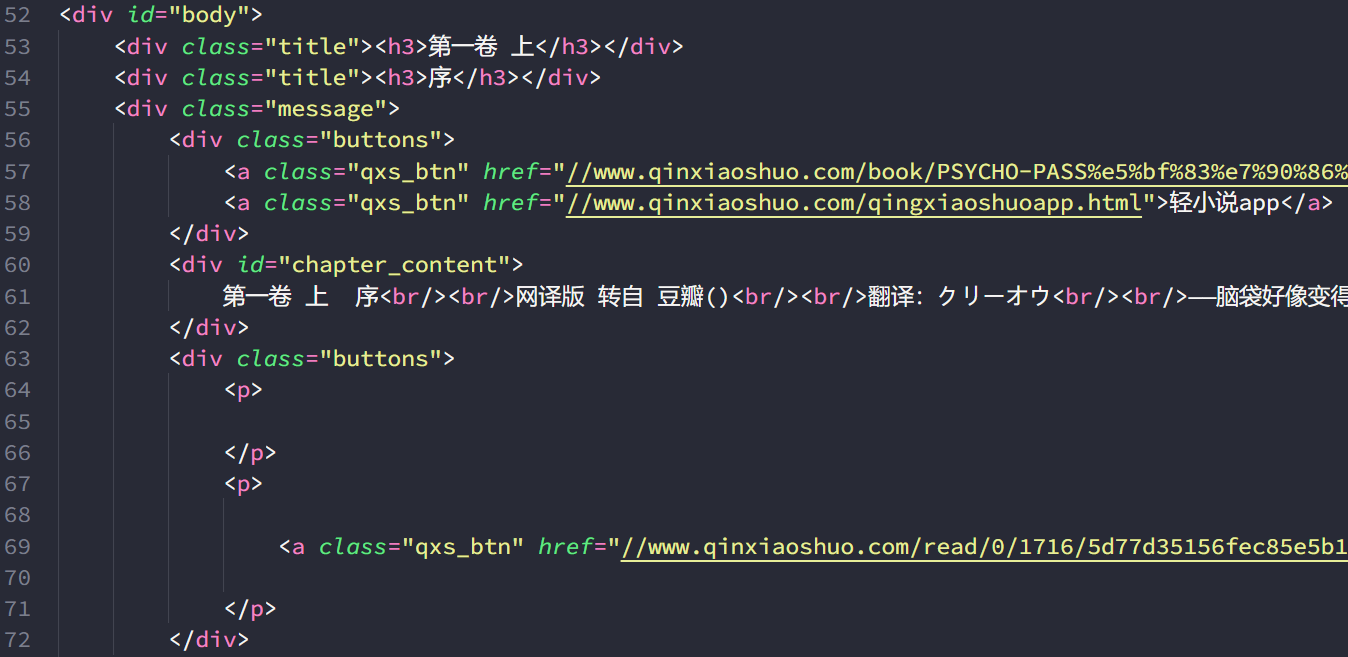 52 <div id="body">
53 <div class="title"><h3>第一卷 上</h3></div>
54 <div class="title"><h3>序</h3></div>
55 <div class="message">
56 <div class="buttons">
57 <a class="qxs_btn" href="//www.qinxiaoshuo.com/book/PSYCHO-PASS%e5%bf%83%e7%90%86%
58 <a class="qxs_btn" href="//www.qinxiaoshuo.com/qingxiaoshuoapp.html">轻小说app</a>
59 </div>
60 <div id="chapter_content">
61 第一卷 上  序<br/><br/>网译版 转自 豆瓣()<br/><br/>翻译：クリーオウ<br/><br/>——脑袋好像变得
62 </div>
63 <div class="buttons">
64 <p>
65
66 </p>
67 <p>
68
69 <a class="qxs_btn" href="//www.qinxiaoshuo.com/read/0/1716/5d77d35156fec85e5b1
70
71 </p>
72 </div>